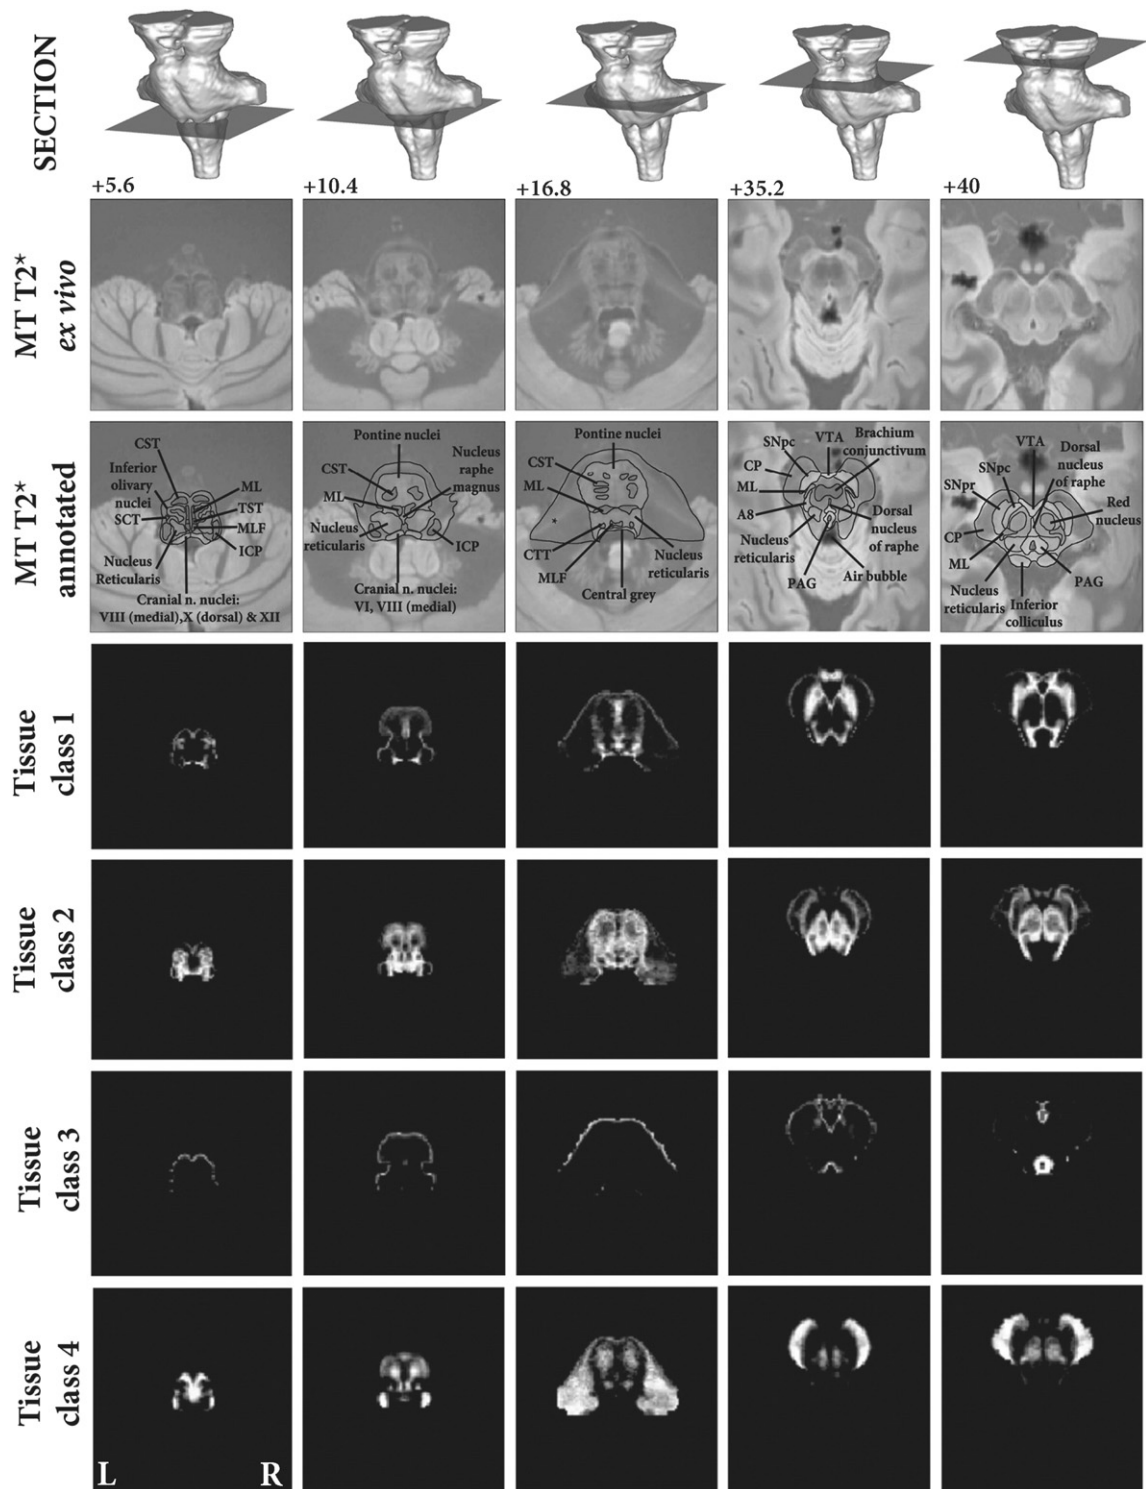 SECTION
+5.6
+10.4
+16.8
+35.2
+40
MT T2*
ex vivo
MT T2*
annotated
CST
Inferior
olivary
nuclei
SCT
Nucleus
Reticularis
ML
TST
MLF
ICP
Cranial n. nuclei:
VIII (medial),X (dorsal) & XII
Pontine nuclei
CST
ML
Nucleus
reticularis
Nucleus
raphe
magnus
ICP
Cranial n. nuclei:
VI, VIII (medial)
Pontine nuclei
CST
ML
*
CTT
MLF
Nucleus
reticularis
Central grey
SNpc
VTA
Brachium
conjunctivum
CP
ML
A8
Nucleus
reticularis
Dorsal
nucleus
of raphe
PAG
Air bubble
VTA
SNpc
SNpr
Dorsal
nucleus
of raphe
Red
nucleus
CP
ML
Nucleus
reticularis
PAG
Inferior
colliculus
Tissue
class 1
Tissue
class 2
Tissue
class 3
Tissue
class 4
L
R